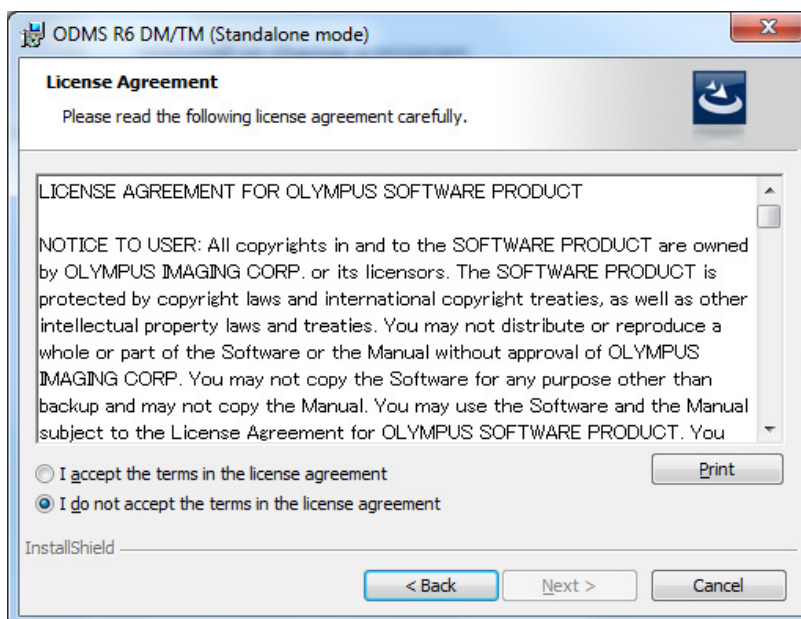 ODMS R6 DM/TM (Standalone mode)
License Agreement
Please read the following license agreement carefully.
LICENSE AGREEMENT FOR OLYMPUS SOFTWARE PRODUCT
NOTICE TO USER: All copyrights in and to the SOFTWARE PRODUCT are owned
by OLYMPUS IMAGING CORP. or its licensors. The SOFTWARE PRODUCT is
protected by copyright laws and international copyright treaties, as well as other
intellectual property laws and treaties. You may not distribute or reproduce a
whole or part of the Software or the Manual without approval of OLYMPUS
IMAGING CORP. You may not copy the Software for any purpose other than
backup and may not copy the Manual. You may use the Software and the Manual
subject to the License Agreement for OLYMPUS SOFTWARE PRODUCT. You
I accept the terms in the license agreement
Print
I do not accept the terms in the license agreement
InstallShield
< Back Next > Cancel